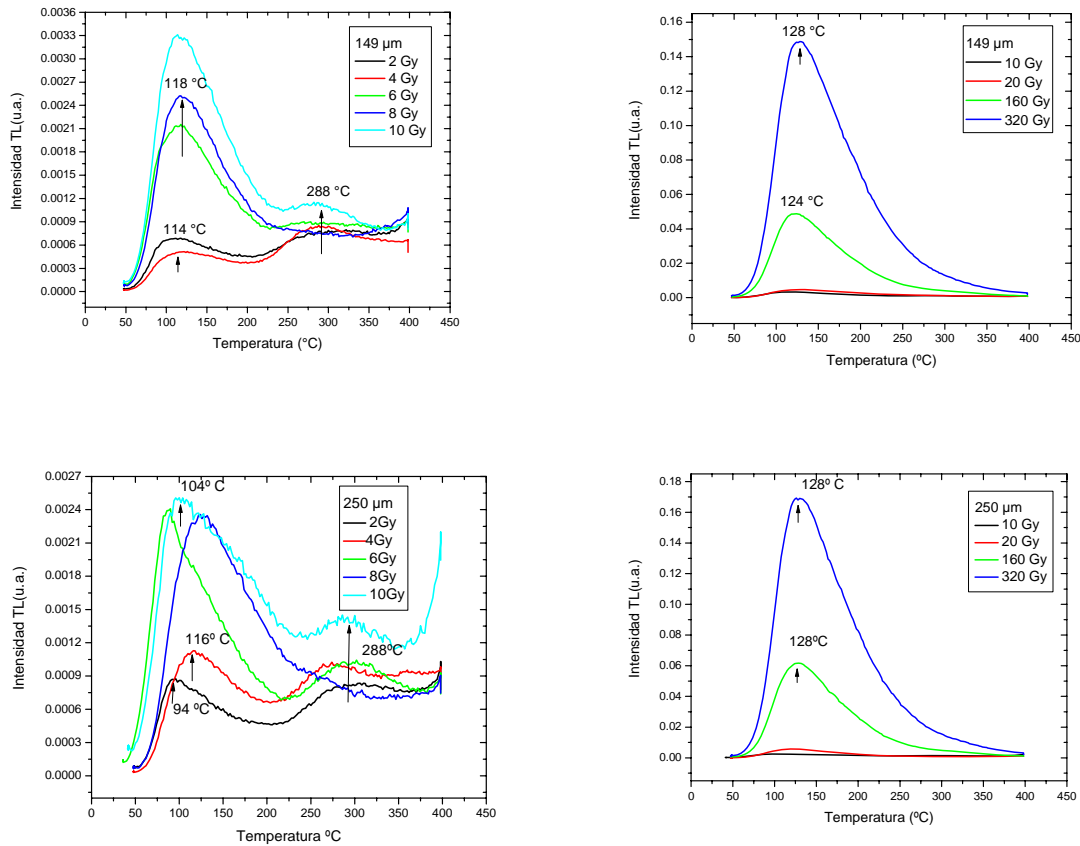 0.0036
0.0033
0.0030
0.0027
0.0024
0.0021
0.0018
0.0015
0.0012
0.0009
0.0006
0.0003
0.0000
Intensidad TL(u.a.)
149 µm
2 Gy
4 Gy
6 Gy
8 Gy
10 Gy
118 °C
288 °C
114 °C
0 50 100 150 200 250 300 350 400 450
Temperatura (°C)
0.16
0.14
0.12
0.10
0.08
0.06
0.04
0.02
0.00
Intensidad TL(u.a.)
128 °C
149 µm
10 Gy
20 Gy
160 Gy
320 Gy
124 °C
0 50 100 150 200 250 300 350 400 450
Temperatura (ºC)
0.0027
0.0024
0.0021
0.0018
0.0015
0.0012
0.0009
0.0006
0.0003
0.0000
Intensidad TL(u.a.)
104º C
250 µm
2Gy
4Gy
6Gy
8Gy
10Gy
116º C
288º C
94 ºC
0 50 100 150 200 250 300 350 400 450
Temperatura ºC
0.18
0.16
0.14
0.12
0.10
0.08
0.06
0.04
0.02
0.00
Intensidad TL(u.a.)
128º C
250 µm
10 Gy
20 Gy
160 Gy
320 Gy
128ºC
0 50 100 150 200 250 300 350 400 450
Temperatura (ºC)